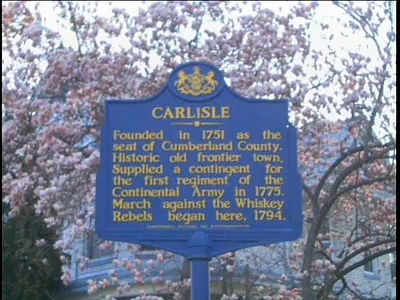 CARLISLE
Founded in 1751 as the
seat of Cumberland County.
Historic old frontier town.
Supplied a contingent for
the first regiment of the
Continental Army in 1775.
March against the Whiskey
Rebels began here, 1794.